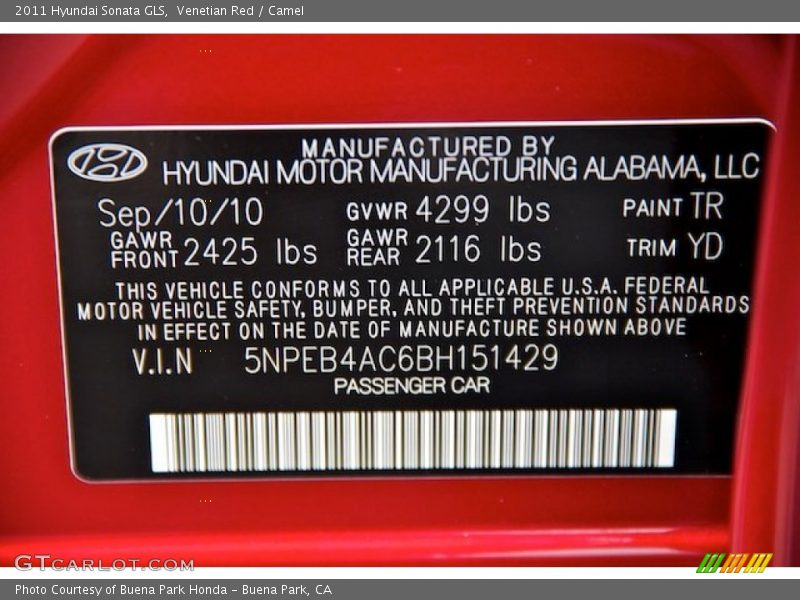 2011 Hyundai Sonata GLS,  Venetian Red / Camel
MANUFACTURED BY
HYUNDAI MOTOR MANUFACTURING ALABAMA, LLC
Sep/10/10 GVWR 4299 lbs PAINT TR
GAWR FRONT 2425 lbs GAWR REAR 2116 lbs TRIM YD
THIS VEHICLE CONFORMS TO ALL APPLICABLE U.S.A. FEDERAL
MOTOR VEHICLE SAFETY, BUMPER, AND THEFT PREVENTION STANDARDS
IN EFFECT ON THE DATE OF MANUFACTURE SHOWN ABOVE
V.I.N 5NPEB4AC6BH151429
PASSENGER CAR
GTCARLOT.COM
Photo Courtesy of Buena Park Honda - Buena Park, CA